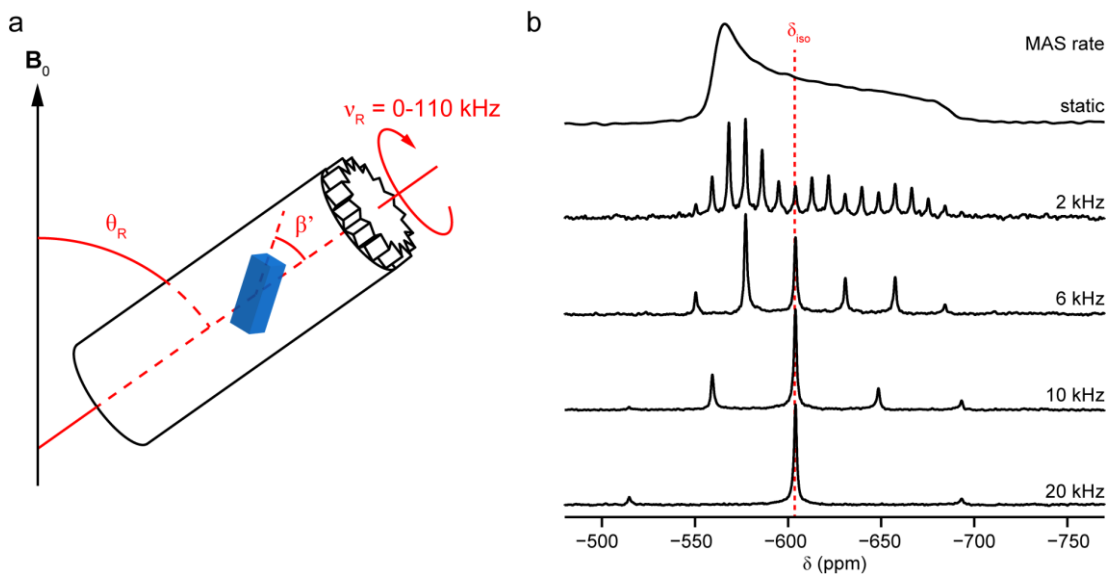 a
B0
θR
β'
νR = 0-110 kHz
b
δiso
MAS rate
static
2 kHz
6 kHz
10 kHz
20 kHz
−500 −550 −600 −650 −700 −750
δ (ppm)